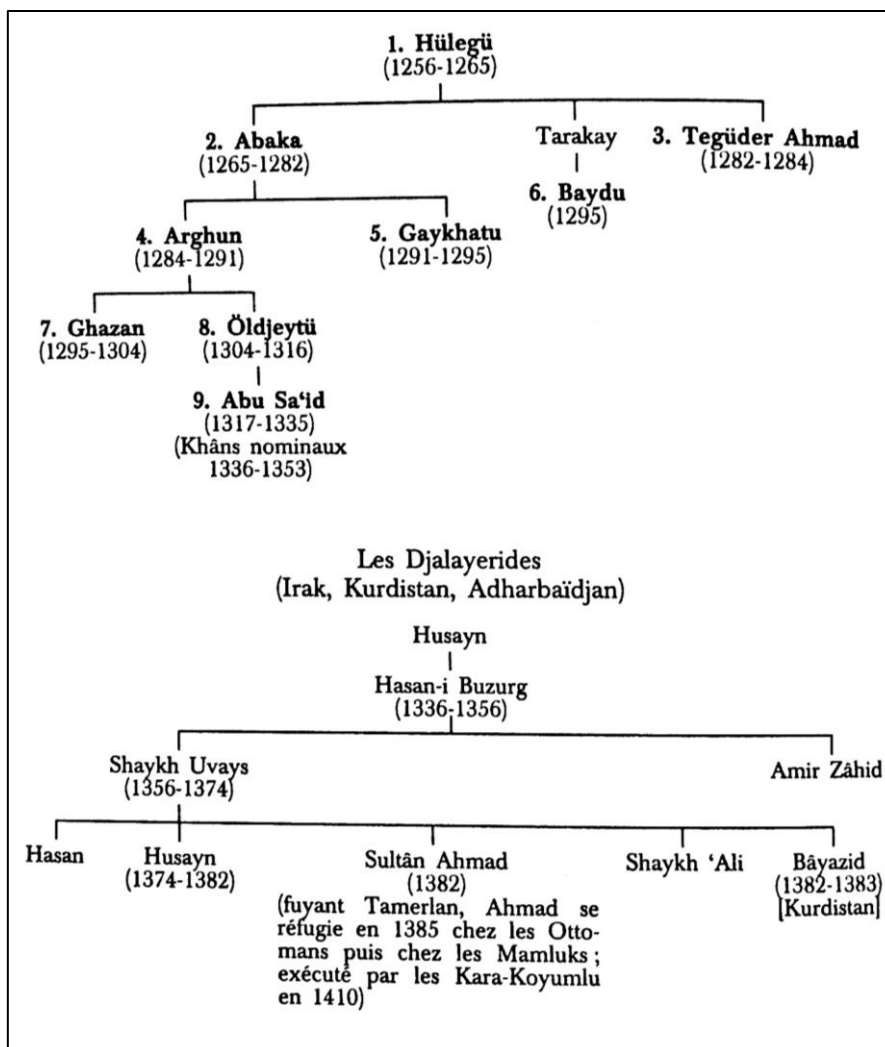 1. Hülegü
(1256-1265)
2. Abaka
(1265-1282)
Tarakay
3. Tegüder Ahmad
(1282-1284)
6. Baydu
(1295)
4. Arghun
(1284-1291)
5. Gaykhatu
(1291-1295)
7. Ghazan
(1295-1304)
8. Öldjeytü
(1304-1316)
9. Abu Sa‘id
(1317-1335)
(Khâns nominaux
1336-1353)
Les Djalayerides
(Irak, Kurdistan, Adharbaïdjan)
Husayn
Hasan-i Buzurg
(1336-1356)
Shaykh Uvays
(1356-1374)
Amir Zâhid
Hasan
Husayn
(1374-1382)
Sultân Ahmad
(1382)
(fuyant Tamerlan, Ahmad se
réfugie en 1385 chez les Otto-
mans puis chez les Mamluks ;
exécuté par les Kara-Koyumlu
en 1410)
Shaykh ‘Ali
Bâyazid
(1382-1383)
[Kurdistan]